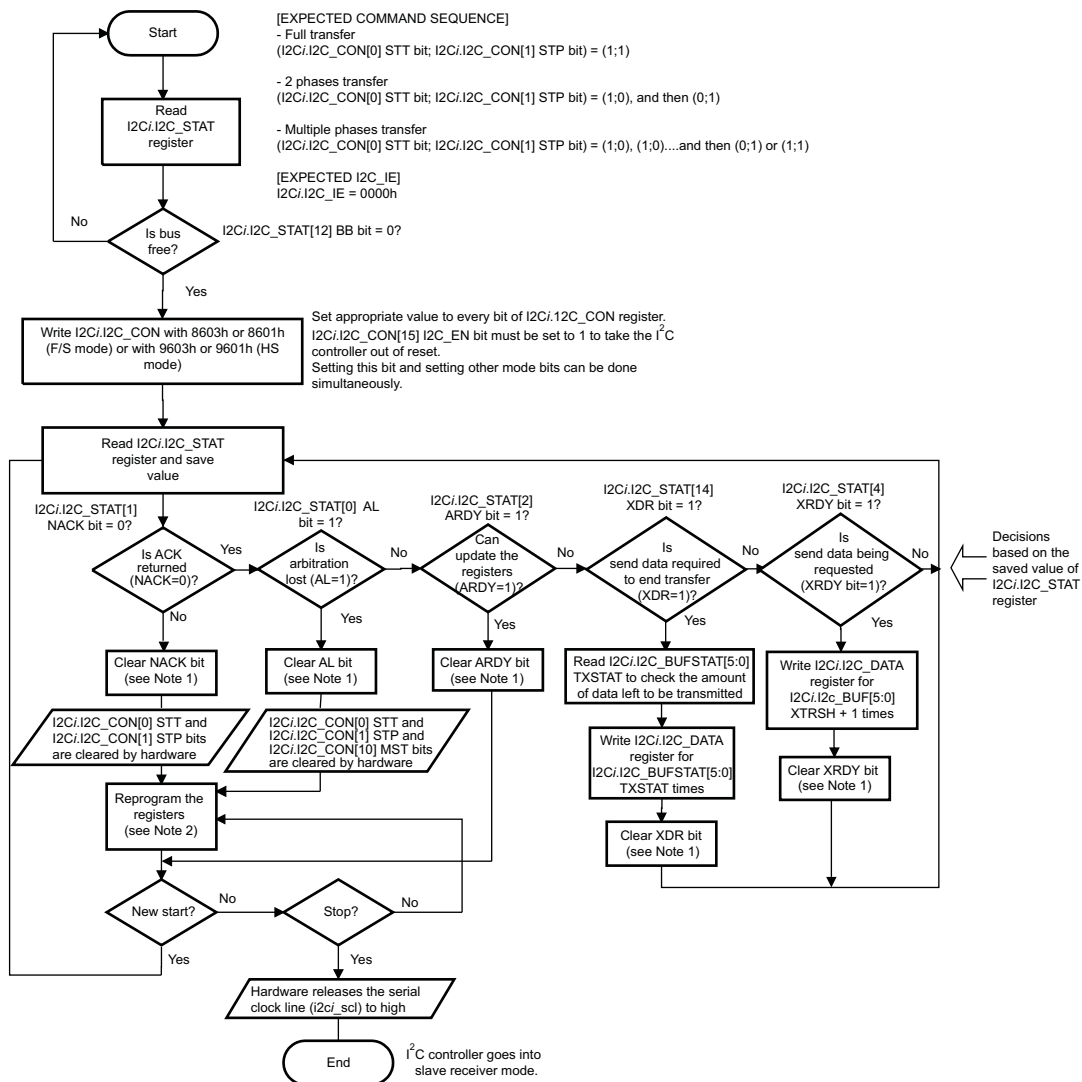 [EXPECTED COMMAND SEQUENCE]
- Full transfer
(I2Ci.I2C_CON[0] STT bit; I2Ci.I2C_CON[1] STP bit) = (1;1)
- 2 phases transfer
(I2Ci.I2C_CON[0] STT bit; I2Ci.I2C_CON[1] STP bit) = (1;0), and then (0;1)
- Multiple phases transfer
(I2Ci.I2C_CON[0] STT bit; I2Ci.I2C_CON[1] STP bit) = (1;0), (1;0)....and then (0;1) or (1;1)
[EXPECTED I2C_IE]
I2Ci.I2C_IE = 0000h
Start
Read
I2Ci.I2C_STAT
register
No
Is bus
free?
I2Ci.I2C_STAT[12] BB bit = 0?
Yes
Write I2Ci.I2C_CON with 8603h or 8601h
(F/S mode) or with 9603h or 9601h (HS
mode)
Set appropriate value to every bit of I2Ci.12C_CON register.
I2Ci.I2C_CON[15] I2C_EN bit must be set to 1 to take the I2C
controller out of reset.
Setting this bit and setting other mode bits can be done
simultaneously.
Read I2Ci.I2C_STAT
register and save
value
I2Ci.I2C_STAT[1]
NACK bit = 0?
Is ACK
returned
(NACK=0)?
Yes
No
I2Ci.I2C_STAT[0] AL
bit = 1?
Is
arbitration
lost (AL=1)?
No
Yes
I2Ci.I2C_STAT[2]
ARDY bit = 1?
Can
update the
registers
(ARDY=1)?
No
Yes
I2Ci.I2C_STAT[14]
XDR bit = 1?
Is
send data required
to end transfer
(XDR=1)?
No
Yes
I2Ci.I2C_STAT[4]
XRDY bit = 1?
Is
send data being
requested
(XRDY bit=1)?
No
Yes
Decisions
based on the
saved value of
I2Ci.I2C_STAT
register
Clear NACK bit
(see Note 1)
Clear AL bit
(see Note 1)
Clear ARDY bit
(see Note 1)
Read I2Ci.I2C_BUFSTAT[5:0]
TXSTAT to check the amount
of data left to be transmitted
Write I2Ci.I2C_DATA
register for
I2Ci.I2c_BUF[5:0]
XTRSH + 1 times
I2Ci.I2C_CON[0] STT and
I2Ci.I2C_CON[1] STP bits
are cleared by hardware
I2Ci.I2C_CON[0] STT and
I2Ci.I2C_CON[1] STP and
I2Ci.I2C_CON[10] MST bits
are cleared by hardware
Write I2Ci.I2C_DATA
register for
I2Ci.I2C_BUFSTAT[5:0]
TXSTAT times
Clear XRDY bit
(see Note 1)
Reprogram the
registers
(see Note 2)
Clear XDR bit
(see Note 1)
New start?
No
Yes
Stop?
No
Yes
Hardware releases the serial
clock line (i2ci_scl) to high
End
I2C controller goes into
slave receiver mode.